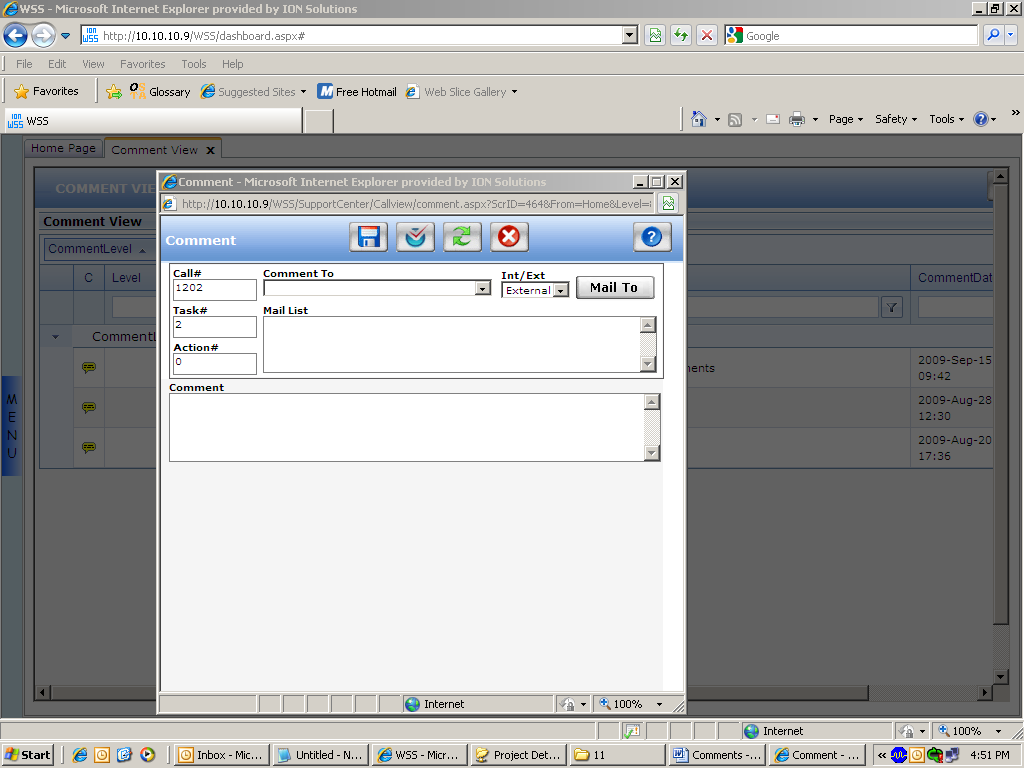 WSS - Microsoft Internet Explorer provided by ION Solutions
ION WSS http://10.10.10.9/WSS/dashboard.aspx# Google
File Edit View Favorites Tools Help
Favorites Glossary Suggested Sites Free Hotmail Web Slice Gallery
ION WSS WSS Page Safety Tools »
Home Page Comment View X
COMMENT VIE
Comment - Microsoft Internet Explorer provided by ION Solutions
http://10.10.10.9/WSS/SupportCenter/Callview/comment.aspx?ScrID=464&From=Home&Level=
Comment View
Comment
CommentLevel
C Level CommentDat
Call# Comment To Int/Ext
1202 External Mail To
Task# Mail List
2
CommentL
Action#
0
ments 2009-Sep-15
09:42
Comment
2009-Aug-28
12:30
2009-Aug-20
17:36
MENU
Internet 100%
Internet 100%
Start Inbox - Mic... Untitled - N... WSS - Micr... Project Det... 11 Comments - ... Comment - ... « 4:51 PM